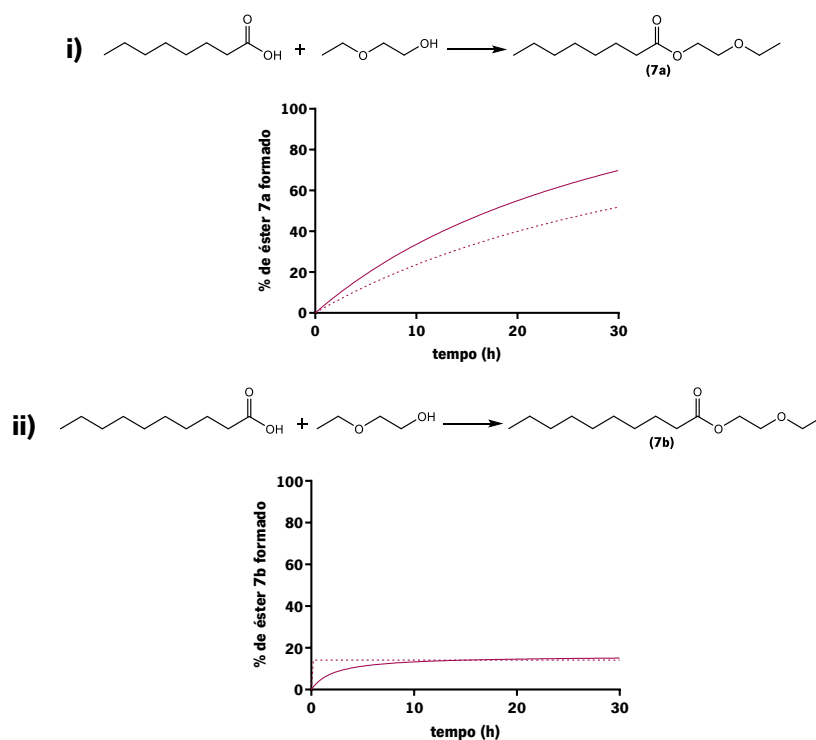 i)
O
OH
+
O
OH
O
O
O
(7a)
% de éster 7a formado
100
80
60
40
20
0
0
10
20
30
tempo (h)
ii)
O
OH
+
O
OH
O
O
O
(7b)
% de éster 7b formado
100
80
60
40
20
0
0
10
20
30
tempo (h)